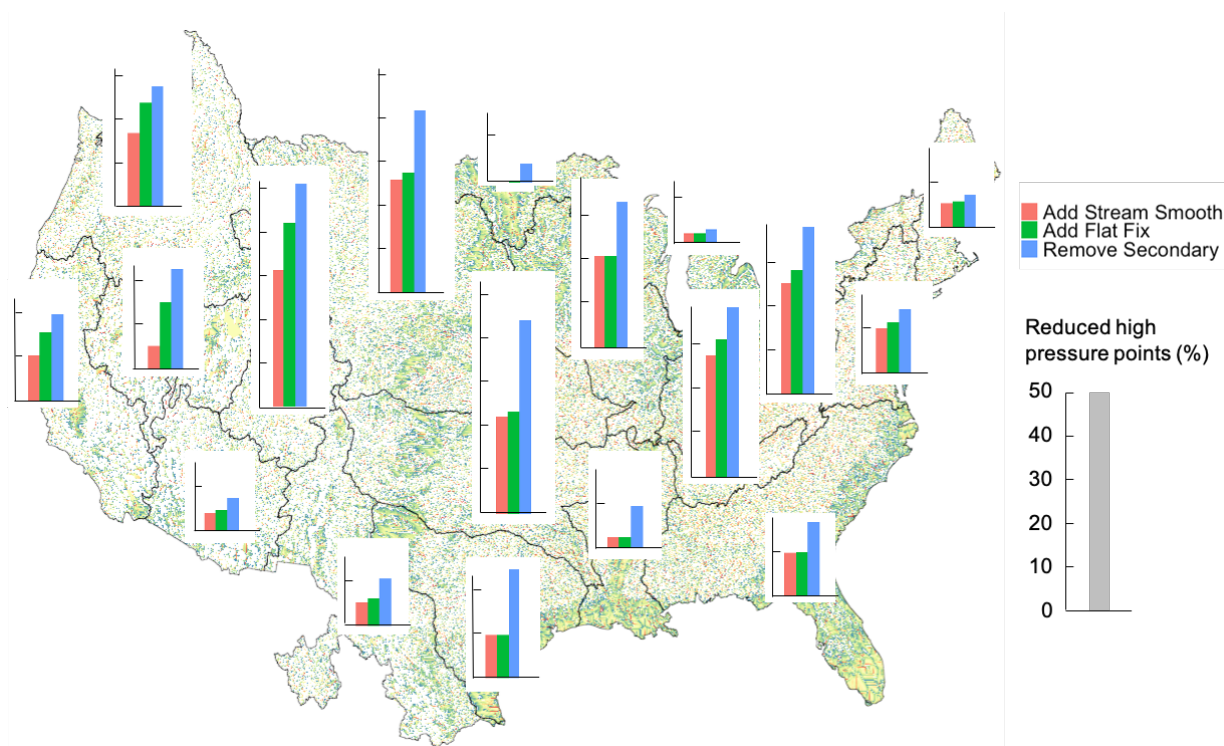 Add Stream Smooth
Add Flat Fix
Remove Secondary
Reduced high
pressure points (%)
50
40
30
20
10
0